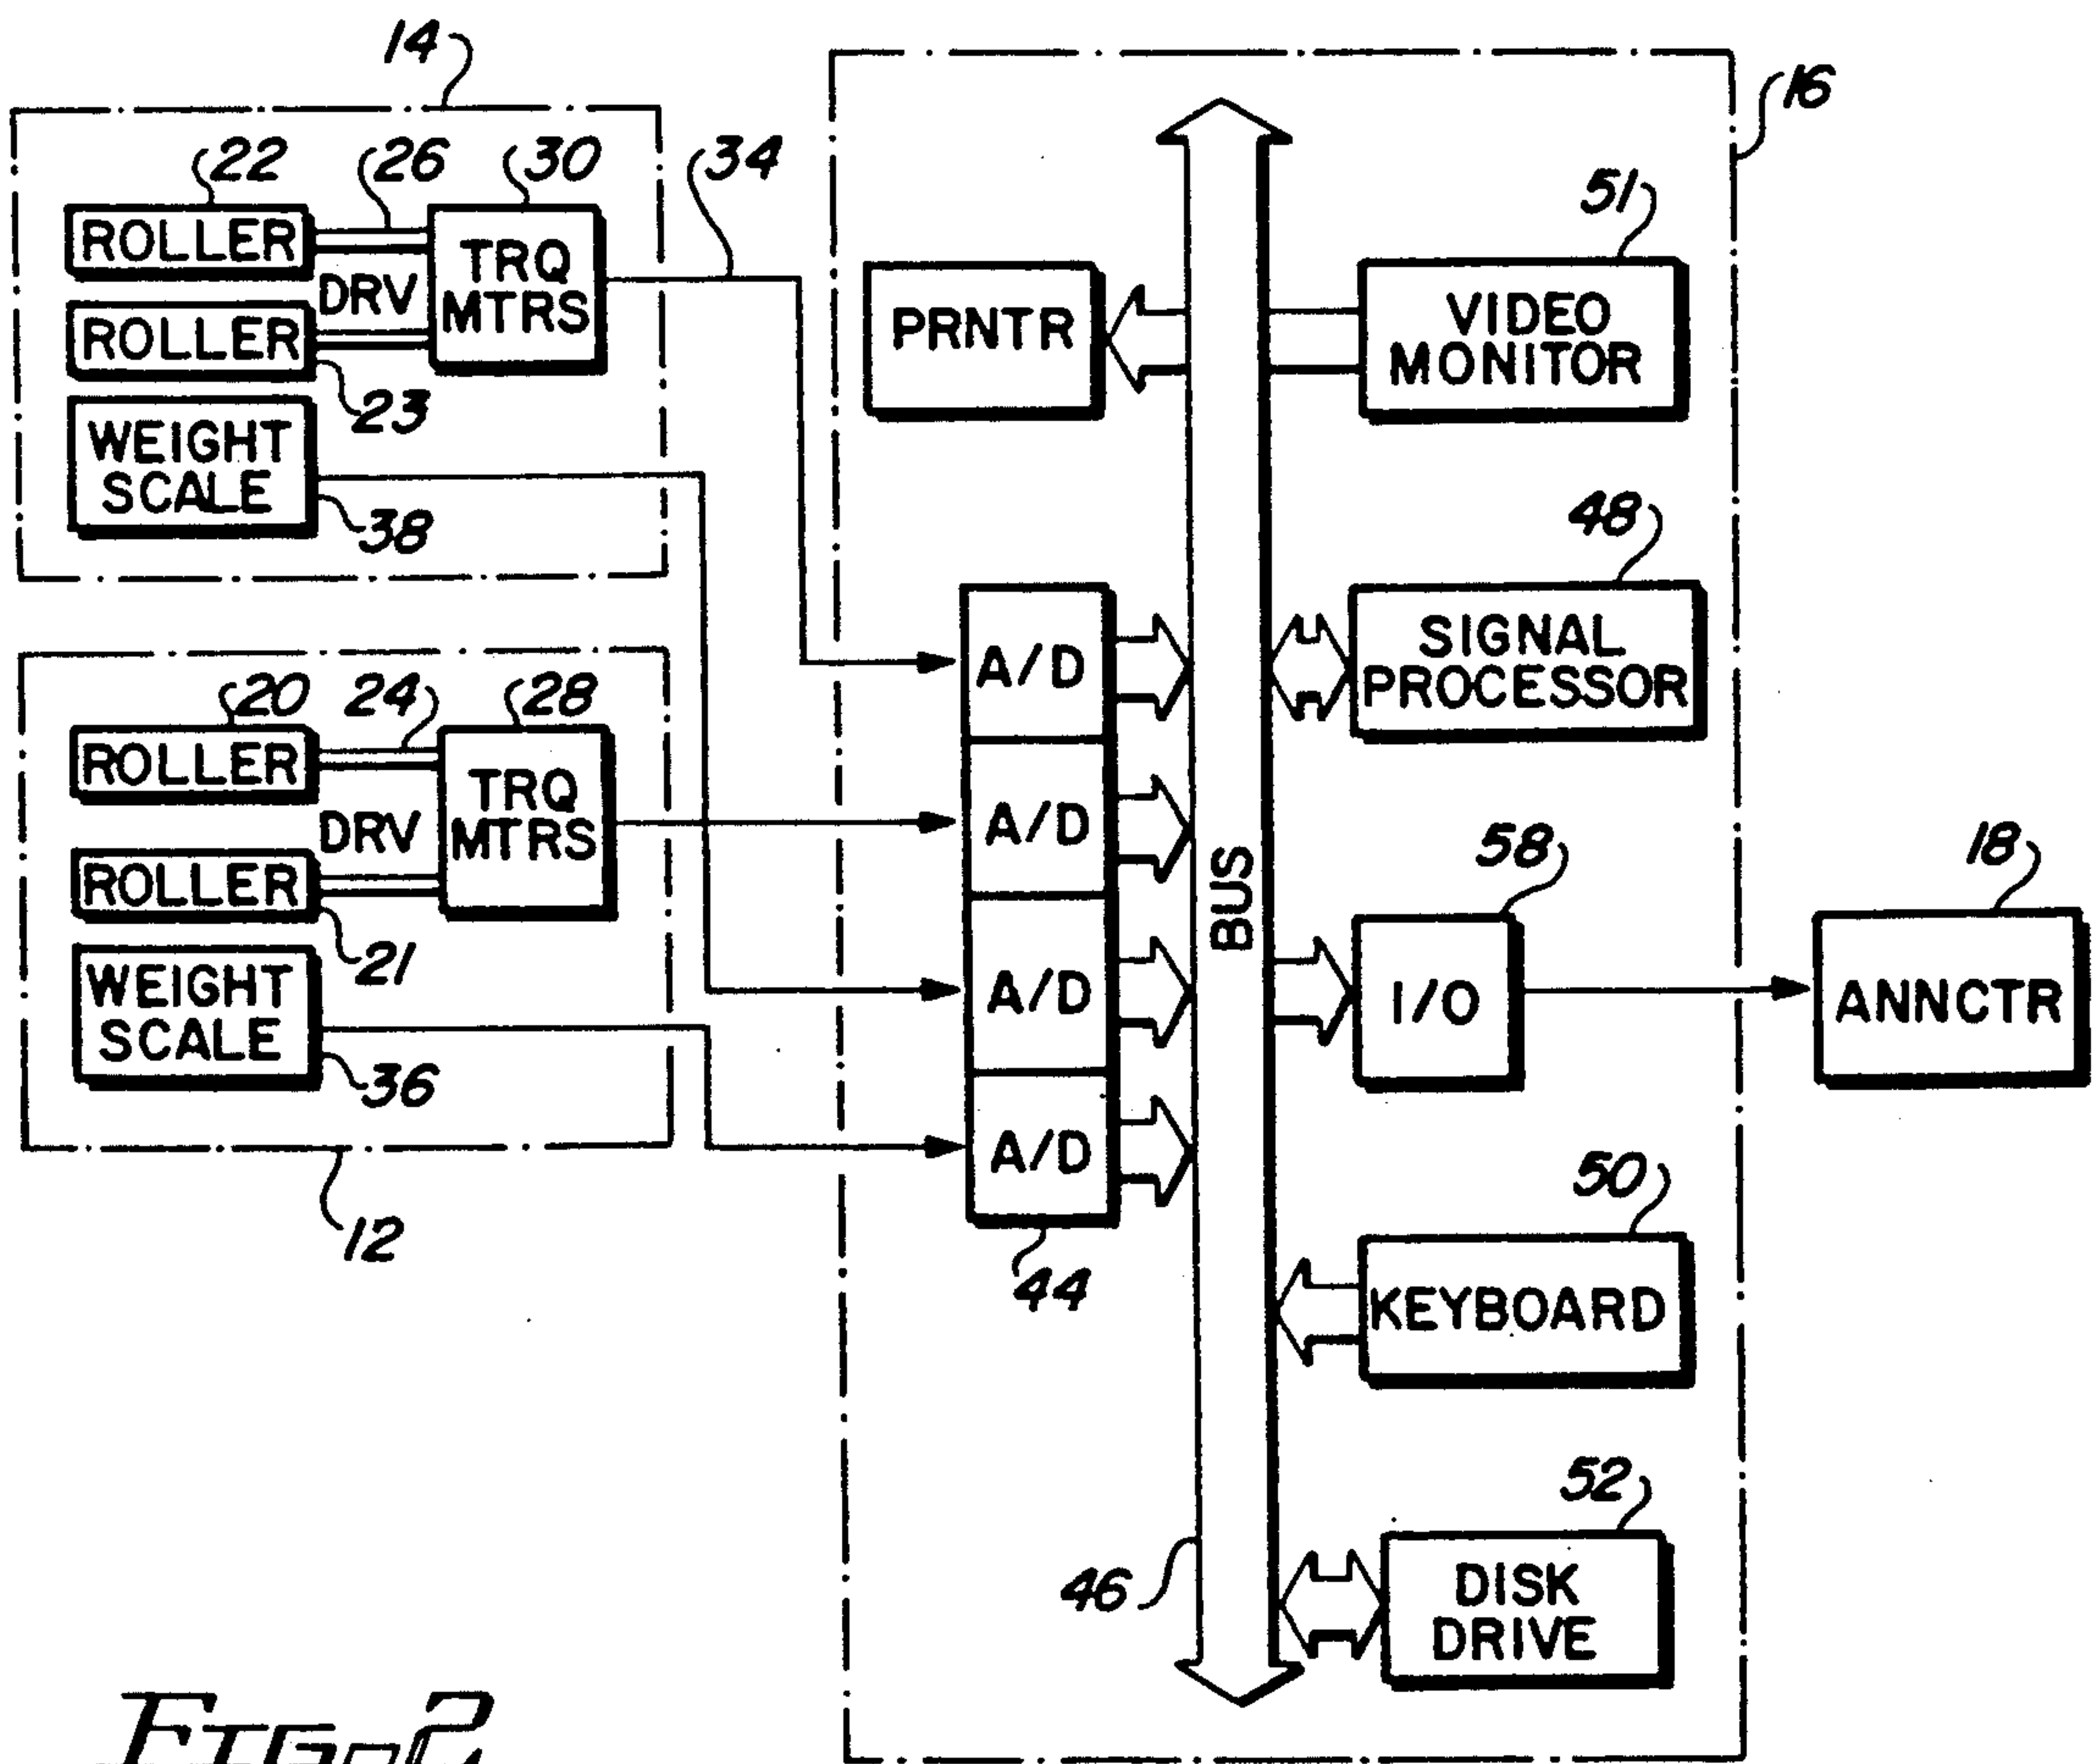 14
16
22
26
30
34
51
ROLLER
DRV
TRQ
MTRS
ROLLER
23
WEIGHT
SCALE
38
PRNTR
VIDEO
MONITOR
48
SIGNAL
PROCESSOR
20
24
28
ROLLER
DRV
TRQ
MTRS
ROLLER
21
WEIGHT
SCALE
36
12
A/D
A/D
A/D
A/D
44
BUS
58
I/O
18
ANNCTR
50
KEYBOARD
52
DISK
DRIVE
46
FIG-2